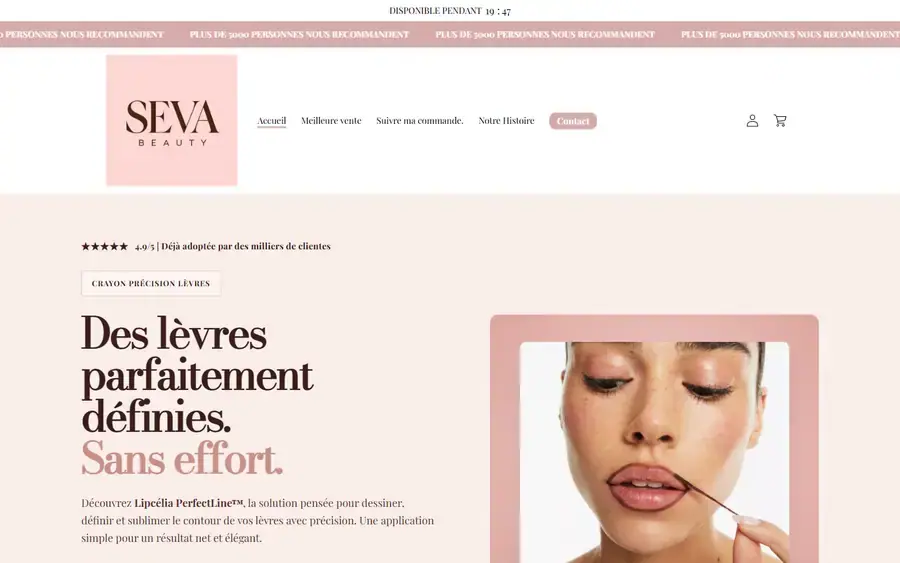 DISPONIBLE PENDANT 19 : 47
PERSONNES NOUS RECOMMANDENT PLUS DE 5000 PERSONNES NOUS RECOMMANDENT PLUS DE 5000 PERSONNES NOUS RECOMMANDENT PLUS DE 5000 PERSONNES NOUS RECOMMANDENT
SEVA
BEAUTY
Accueil Meilleure vente Suivre ma commande. Notre Histoire Contact
★★★★★ 4.9/5 | Déjà adoptée par des milliers de clientes
CRAYON PRÉCISION LÈVRES
Des lèvres
parfaitement
définies.
Sans effort.
Découvrez Lipcélia PerfectLine™, la solution pensée pour dessiner,
définir et sublimer le contour de vos lèvres avec précision. Une application
simple pour un résultat net et élégant.